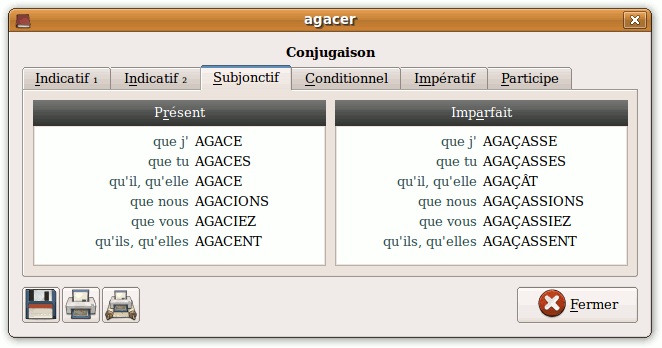 agacer
Conjugaison
Indicatif ₁ Indicatif ₂ Subjonctif Conditionnel Impératif Participe
Présent
que j' AGACE
que tu AGACES
qu'il, qu'elle AGACE
que nous AGACIONS
que vous AGACIEZ
qu'ils, qu'elles AGACENT
Imparfait
que j' AGAÇASSE
que tu AGAÇASSES
qu'il, qu'elle AGAÇÂT
que nous AGAÇASSIONS
que vous AGAÇASSIEZ
qu'ils, qu'elles AGAÇASSENT
Fermer